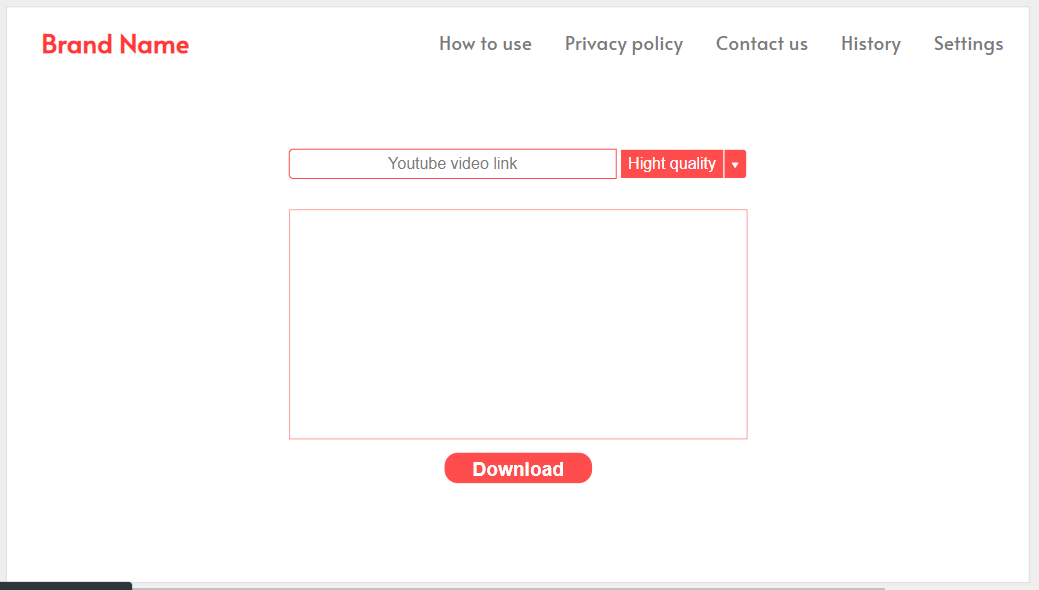 Brand Name How to use Privacy policy Contact us History Settings
Youtube video link Hight quality
Download